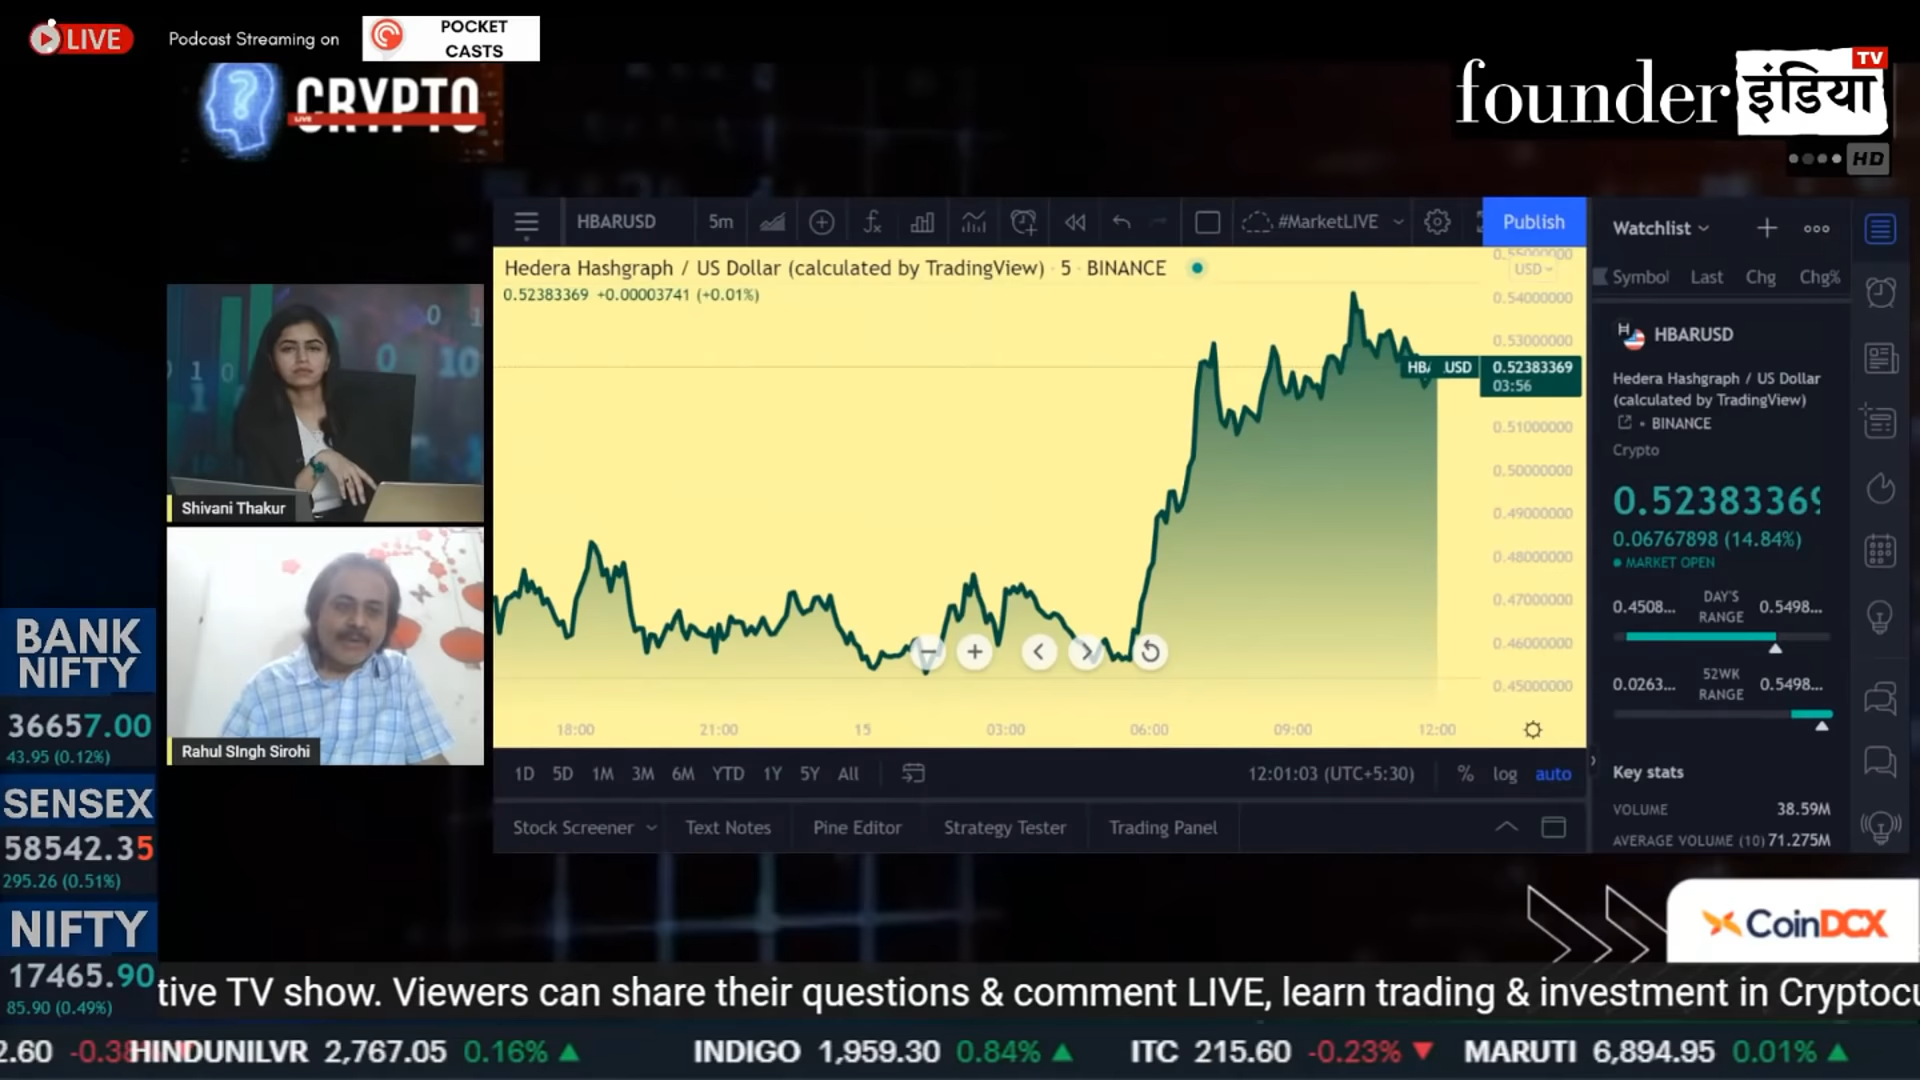 LIVE
Podcast Streaming on
POCKET
CASTS
CRYPTO
LIVE
founder इंडिया
TV
HD
HBARUSD
5m
#MarketLIVE
Publish
Hedera Hashgraph / US Dollar (calculated by TradingView) · 5 · BINANCE
0.52383369 +0.00003741 (+0.01%)
USD
0.54000000
0.53000000
0.52383369
03:56
0.51000000
0.50000000
0.49000000
0.48000000
0.47000000
0.46000000
0.45000000
18:00 21:00 15 03:00 06:00 09:00 12:00
1D 5D 1M 3M 6M YTD 1Y 5Y All
12:01:03 (UTC+5:30)
% log auto
Stock Screener Text Notes Pine Editor Strategy Tester Trading Panel
Watchlist
Symbol Last Chg Chg%
HBARUSD
Hedera Hashgraph / US Dollar
(calculated by TradingView)
• BINANCE
Crypto
0.52383369
0.06767898 (14.84%)
MARKET OPEN
0.4508... DAY'S RANGE 0.5498...
0.0263... 52WK RANGE 0.5498...
Key stats
VOLUME 38.59M
AVERAGE VOLUME (10) 71.275M
Shivani Thakur
Rahul SIngh Sirohi
BANK
NIFTY
36657.00
43.95 (0.12%)
SENSEX
58542.35
295.26 (0.51%)
NIFTY
17465.90
85.90 (0.49%)
CoinDCX
tive TV show. Viewers can share their questions & comment LIVE, learn trading & investment in Cryptocu
2.60 HINDUNILVR 2,767.05 0.16% ▲ INDIGO 1,959.30 0.84% ▲ ITC 215.60 -0.23% ▼ MARUTI 6,894.95 0.01% ▲